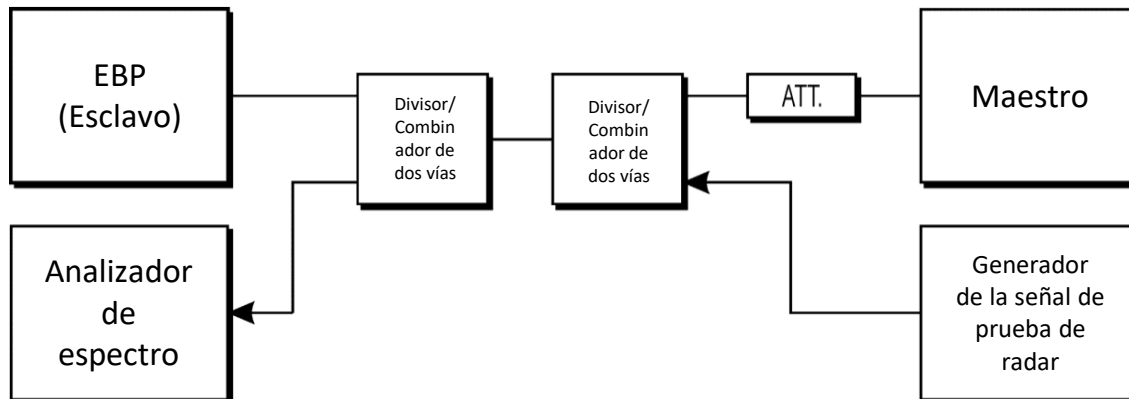 EBP
(Esclavo)
Divisor/
Combin
ador de
dos vías
Divisor/
Combin
ador de
dos vías
ATT.
Maestro
Analizador
de
espectro
Generador
de la señal de
prueba de
radar